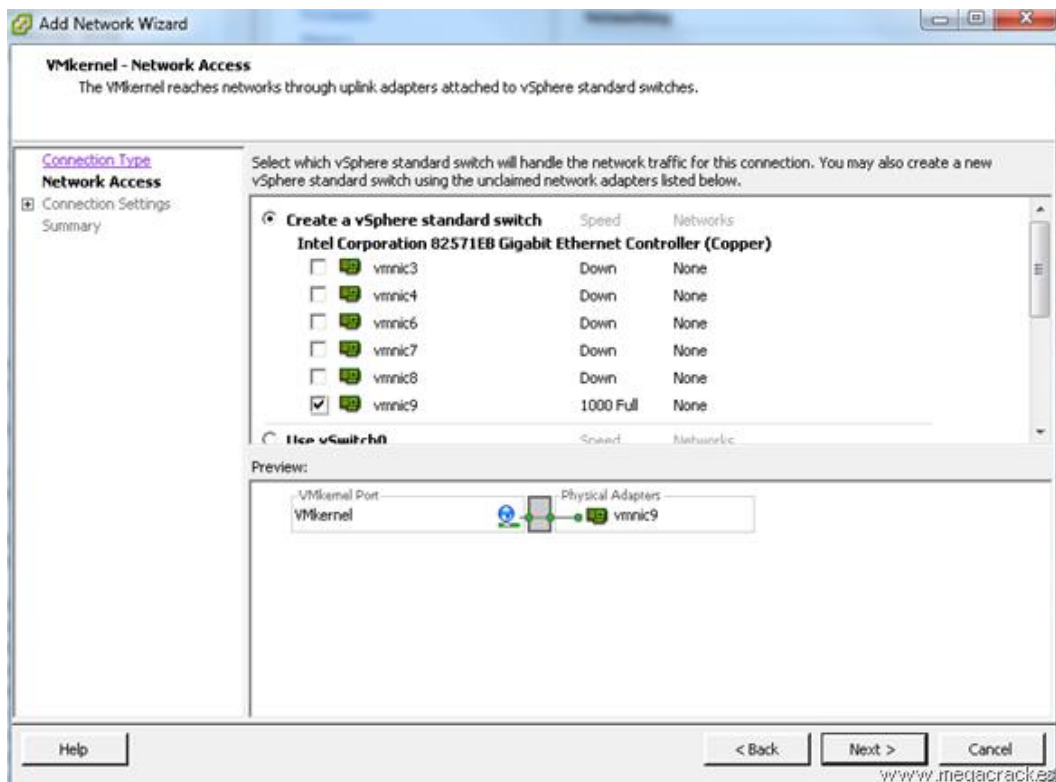 Add Network Wizard
VMkernel - Network Access
The VMkernel reaches networks through uplink adapters attached to vSphere standard switches.
Connection Type
Network Access
Connection Settings
Summary
Select which vSphere standard switch will handle the network traffic for this connection. You may also create a new
vSphere standard switch using the unclaimed network adapters listed below.
Create a vSphere standard switch Speed Networks
Intel Corporation 82571EB Gigabit Ethernet Controller (Copper)
vmnic3 Down None
vmnic4 Down None
vmnic6 Down None
vmnic7 Down None
vmnic8 Down None
vmnic9 1000 Full None
Use vSwitch0 Speed Networks
Preview:
VMkernel Port Physical Adapters
VMkernel vmnic9
Help < Back Next > Cancel
www.megacracker